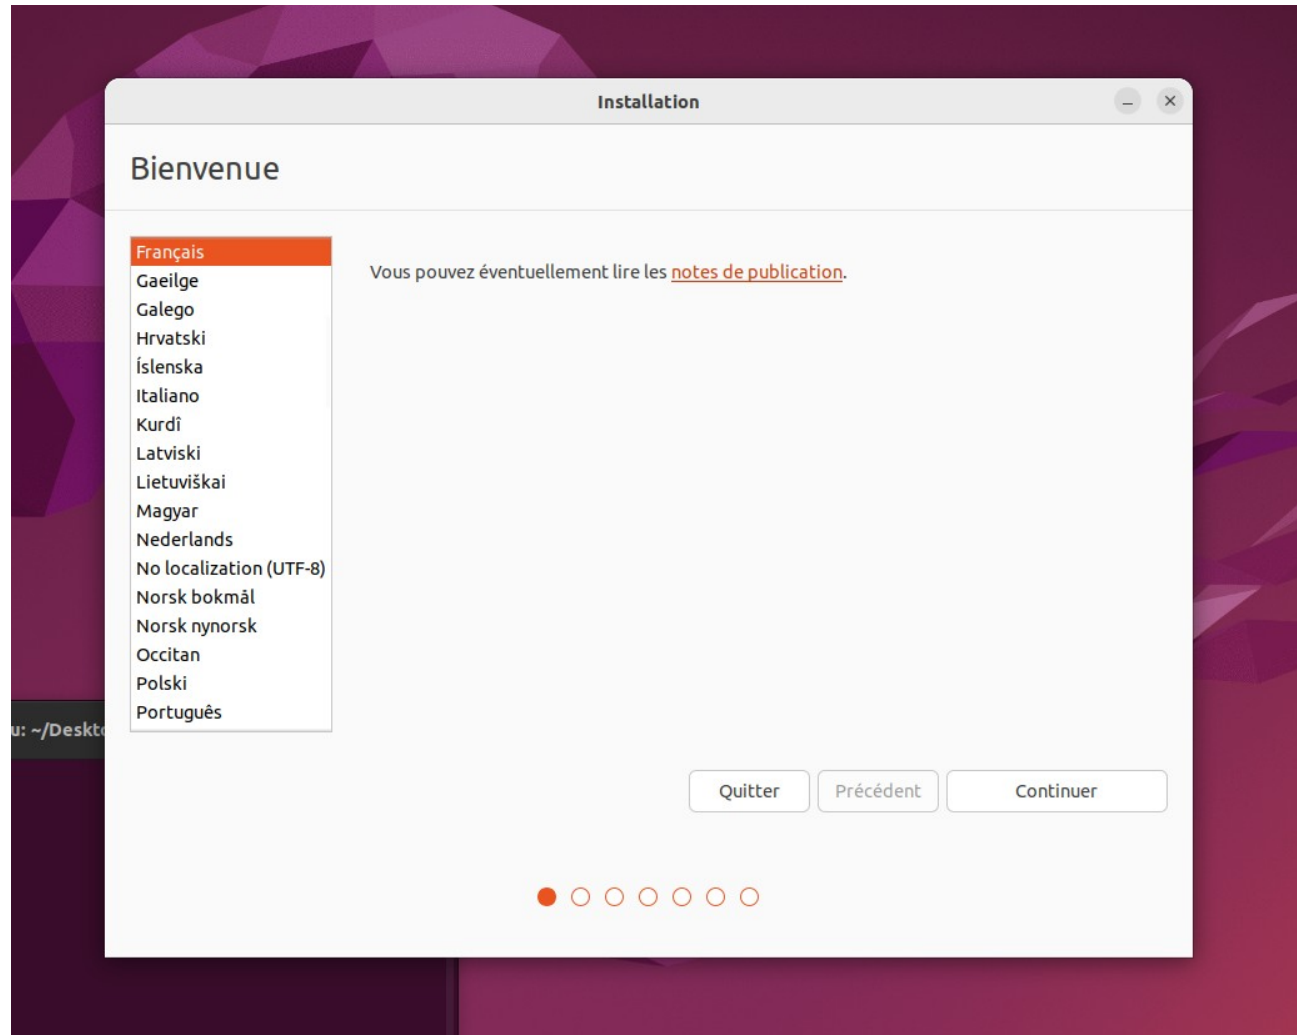 Installation
Bienvenue
Français
Gaeilge
Galego
Hrvatski
Íslenska
Italiano
Kurdî
Latviski
Lietuviškai
Magyar
Nederlands
No localization (UTF-8)
Norsk bokmål
Norsk nynorsk
Occitan
Polski
Português
Vous pouvez éventuellement lire les notes de publication.
u: ~/Deskto
Quitter
Précédent
Continuer